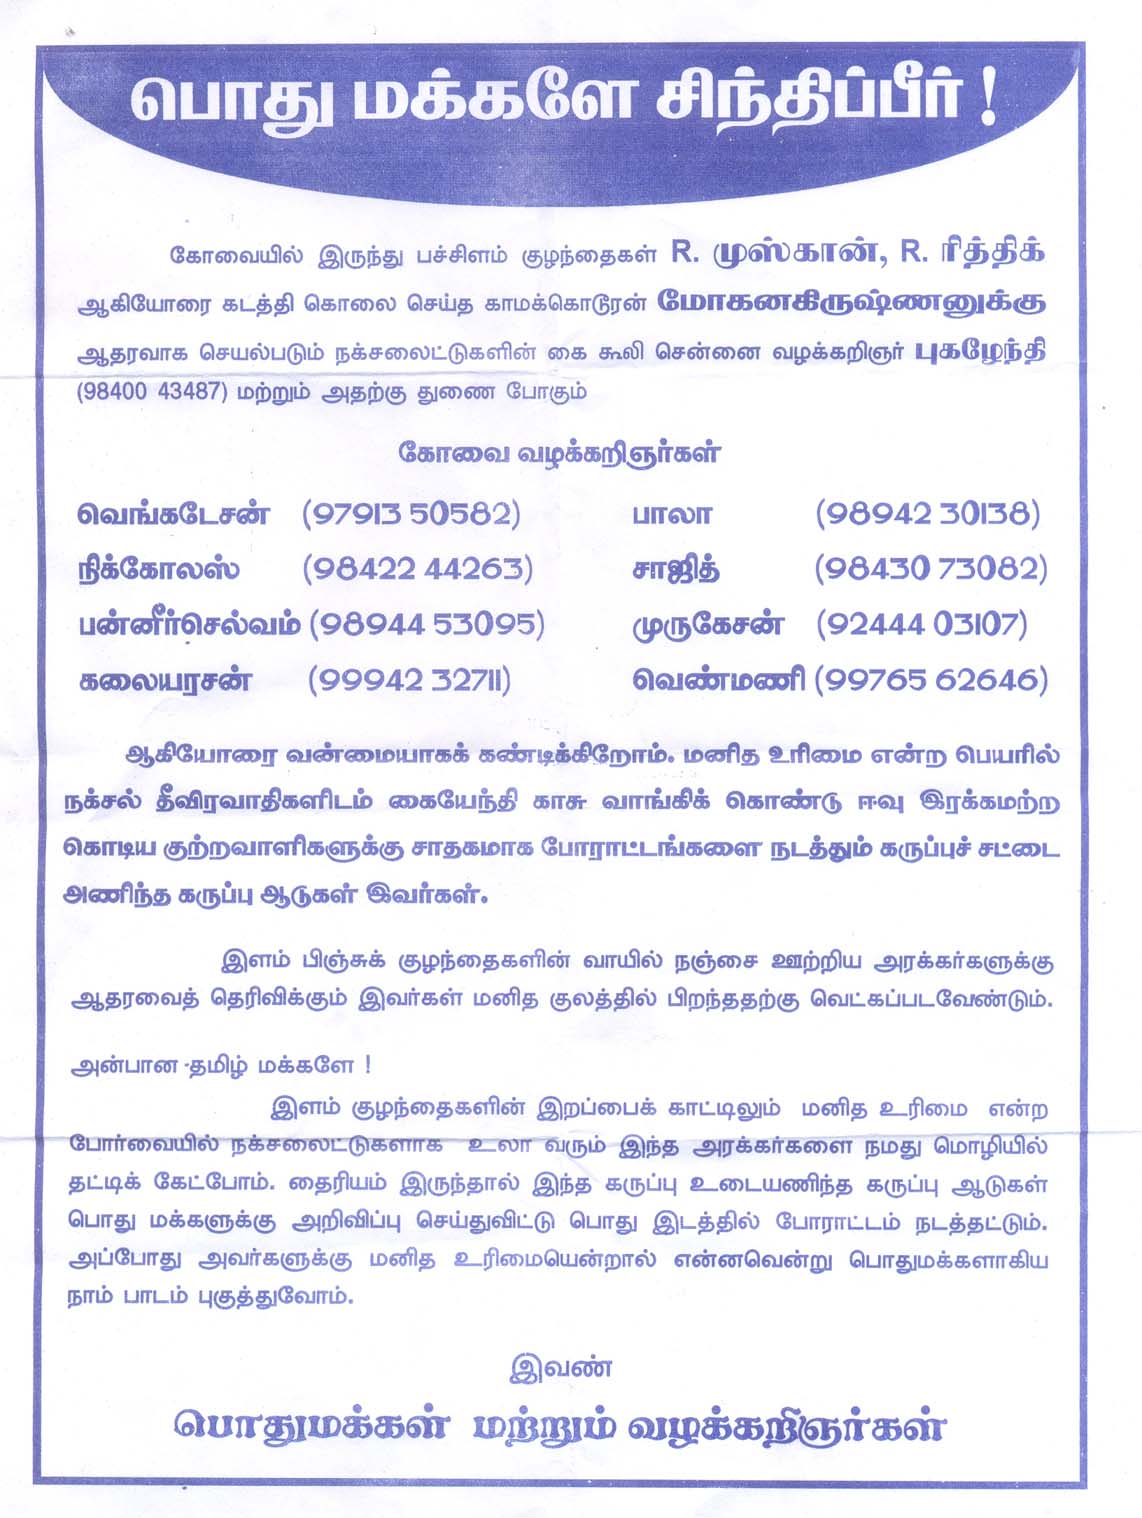 பொது மக்களே சிந்திப்பீர் !
கோவையில் இருந்து பச்சிளம் குழந்தைகள் R. முஸ்கான், R. ரித்திக்
ஆகியோரை கடத்தி கொலை செய்த காமக்கொடூரன் மோகனகிருஷ்ணனுக்கு
ஆதரவாக செயல்படும் நக்சலைட்டுகளின் கை கூலி சென்னை வழக்கறிஞர் புகழேந்தி
(98400 43487) மற்றும் அதற்கு துணை போகும்
கோவை வழக்கறிஞர்கள்
வெங்கடேசன் (97913 50582) பாலா (98942 30138)
நிக்கோலஸ் (98422 44263) சாஜித் (98430 73082)
பன்னீர்செல்வம் (98944 53095) முருகேசன் (92444 03107)
கலையரசன் (99942 32711) வெண்மணி (99765 62646)
ஆகியோரை வன்மையாகக் கண்டிக்கிறோம். மனித உரிமை என்ற பெயரில்
நக்சல் தீவிரவாதிகளிடம் கையேந்தி காசு வாங்கிக் கொண்டு ஈவு இரக்கமற்ற
கொடிய குற்றவாளிகளுக்கு சாதகமாக போராட்டங்களை நடத்தும் கருப்புச் சட்டை
அணிந்த கருப்பு ஆடுகள் இவர்கள்.
இளம் பிஞ்சுக் குழந்தைகளின் வாயில் நஞ்சை ஊற்றிய அரக்கர்களுக்கு
ஆதரவைத் தெரிவிக்கும் இவர்கள் மனித குலத்தில் பிறந்ததற்கு வெட்கப்படவேண்டும்.
அன்பான தமிழ் மக்களே !
இளம் குழந்தைகளின் இறப்பைக் காட்டிலும் மனித உரிமை என்ற
போர்வையில் நக்சலைட்டுகளாக உலா வரும் இந்த அரக்கர்களை நமது மொழியில்
தட்டிக் கேட்போம். தைரியம் இருந்தால் இந்த கருப்பு உடையணிந்த கருப்பு ஆடுகள்
பொது மக்களுக்கு அறிவிப்பு செய்துவிட்டு பொது இடத்தில் போராட்டம் நடத்தட்டும்.
அப்போது அவர்களுக்கு மனித உரிமையென்றால் என்னவென்று பொதுமக்களாகிய
நாம் பாடம் புகுத்துவோம்.
இவண்
பொதுமக்கள் மற்றும் வழக்கறிஞர்கள்